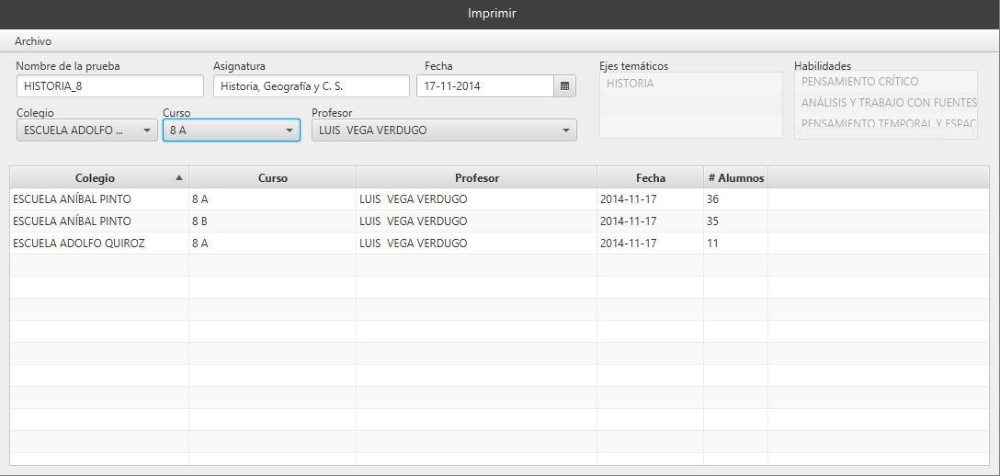 Imprimir
Archivo
Nombre de la prueba Asignatura Fecha Ejes temáticos Habilidades
HISTORIA_8 Historia, Geografía y C. S. 17-11-2014 HISTORIA PENSAMIENTO CRÍTICO
ANÁLISIS Y TRABAJO CON FUENTES
Colegio Curso Profesor
ESCUELA ADOLFO ... 8 A LUIS VEGA VERDUGO PENSAMIENTO TEMPORAL Y ESPAC
Colegio Curso Profesor Fecha # Alumnos
ESCUELA ANÍBAL PINTO 8 A LUIS VEGA VERDUGO 2014-11-17 36
ESCUELA ANÍBAL PINTO 8 B LUIS VEGA VERDUGO 2014-11-17 35
ESCUELA ADOLFO QUIROZ 8 A LUIS VEGA VERDUGO 2014-11-17 11